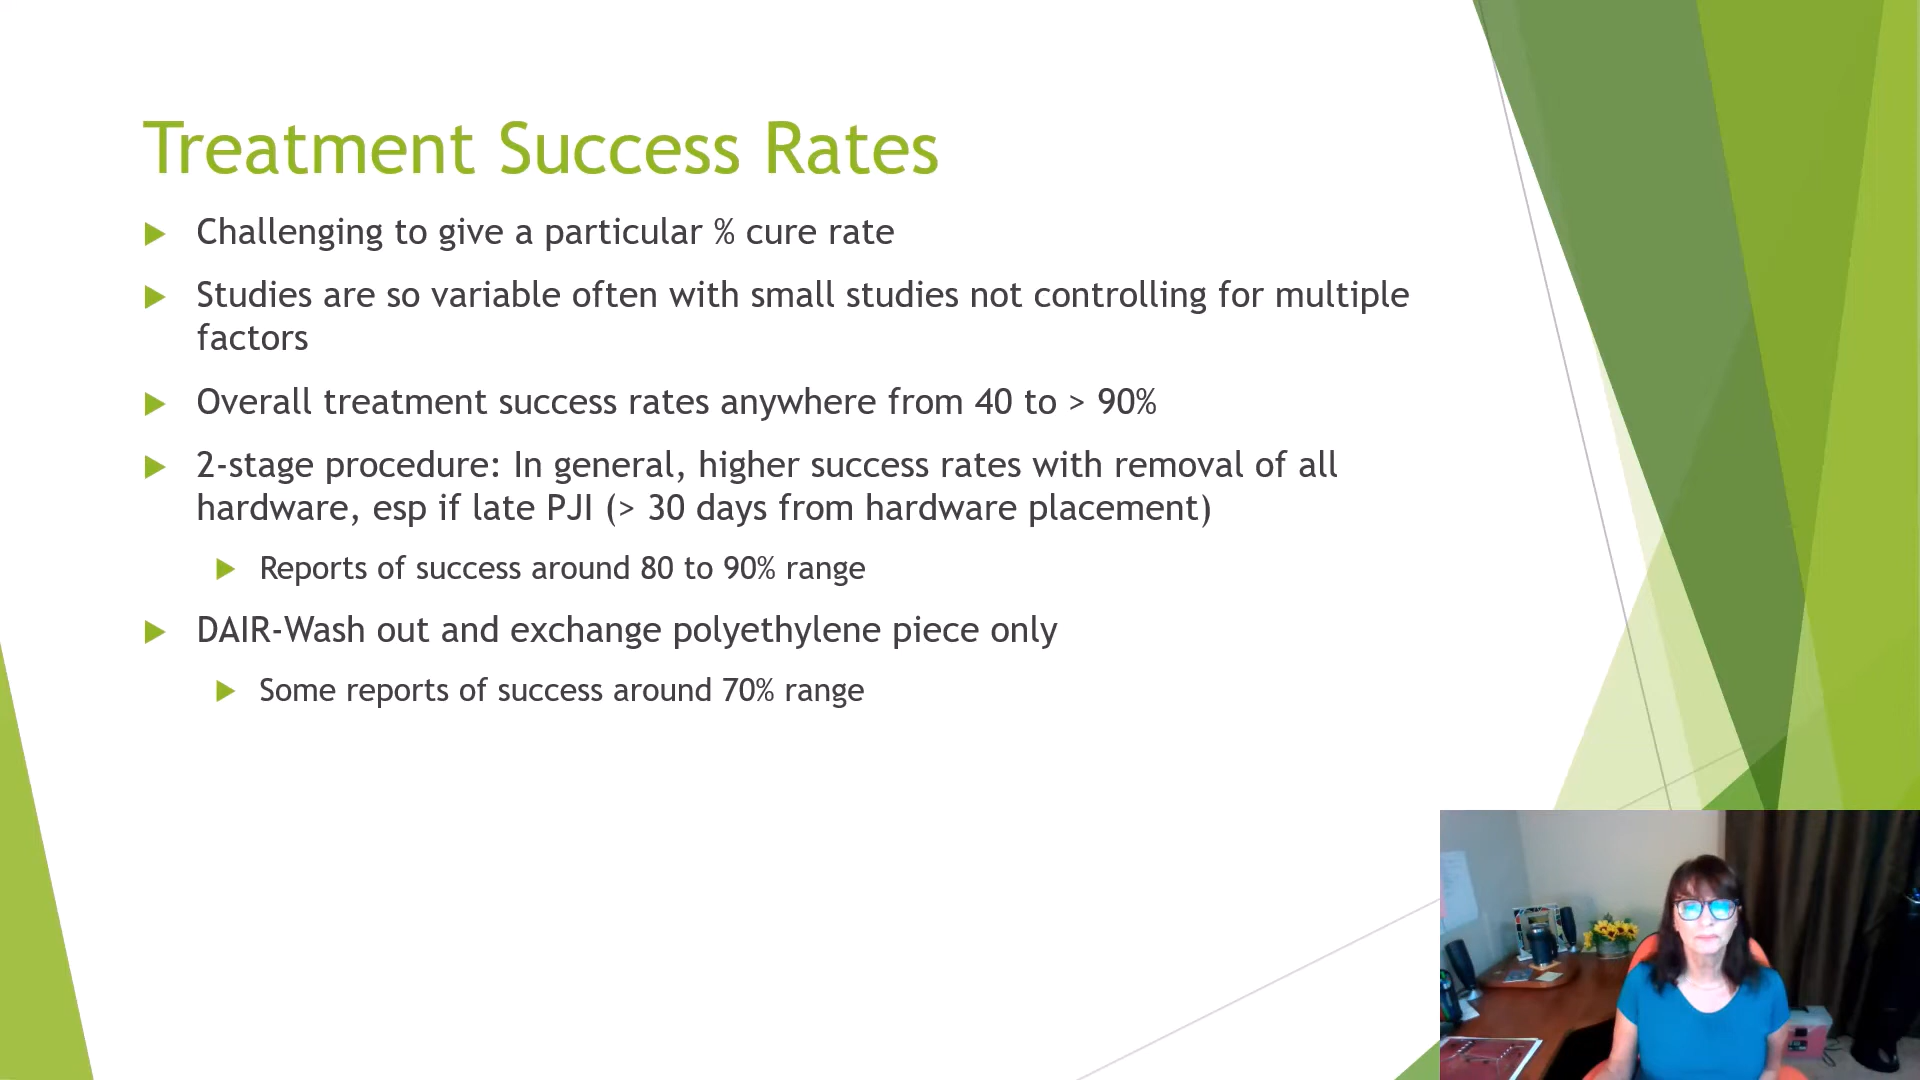 Treatment Success Rates
Challenging to give a particular % cure rate
Studies are so variable often with small studies not controlling for multiple
factors
Overall treatment success rates anywhere from 40 to > 90%
2-stage procedure: In general, higher success rates with removal of all
hardware, esp if late PJI (> 30 days from hardware placement)
Reports of success around 80 to 90% range
DAIR-Wash out and exchange polyethylene piece only
Some reports of success around 70% range